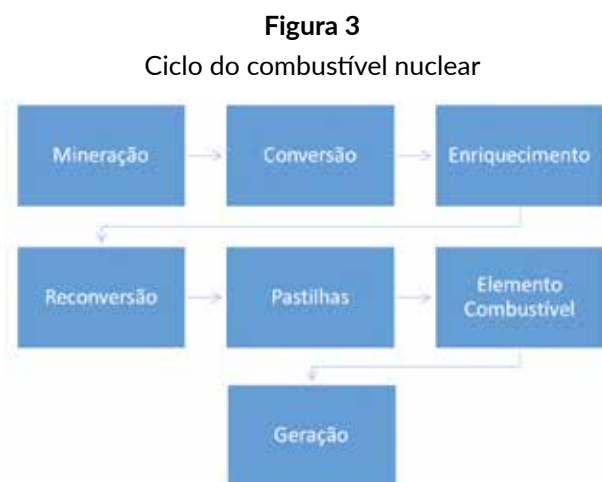 Figura 3
Ciclo do combustível nuclear
Mineração
Conversão
Enriquecimento
Reconversão
Pastilhas
Elemento
Combustível
Geração